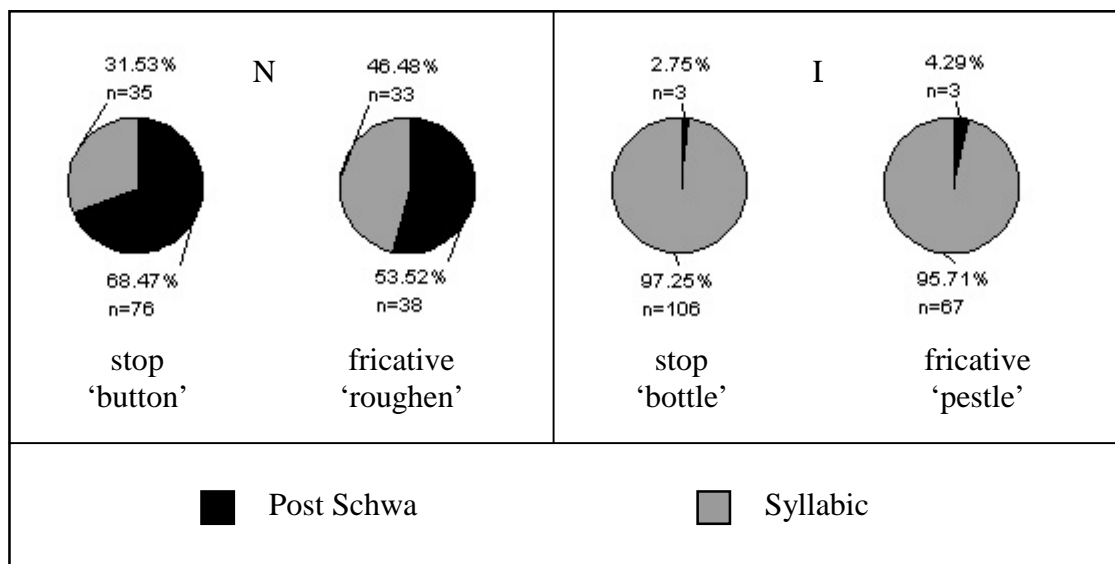 31.53%
n=35
N
46.48%
n=33
2.75%
n=3
I
4.29%
n=3
68.47%
n=76
53.52%
n=38
97.25%
n=106
95.71%
n=67
stop
‘button’
fricative
‘roughen’
stop
‘bottle’
fricative
‘pestle’
Post Schwa
Syllabic